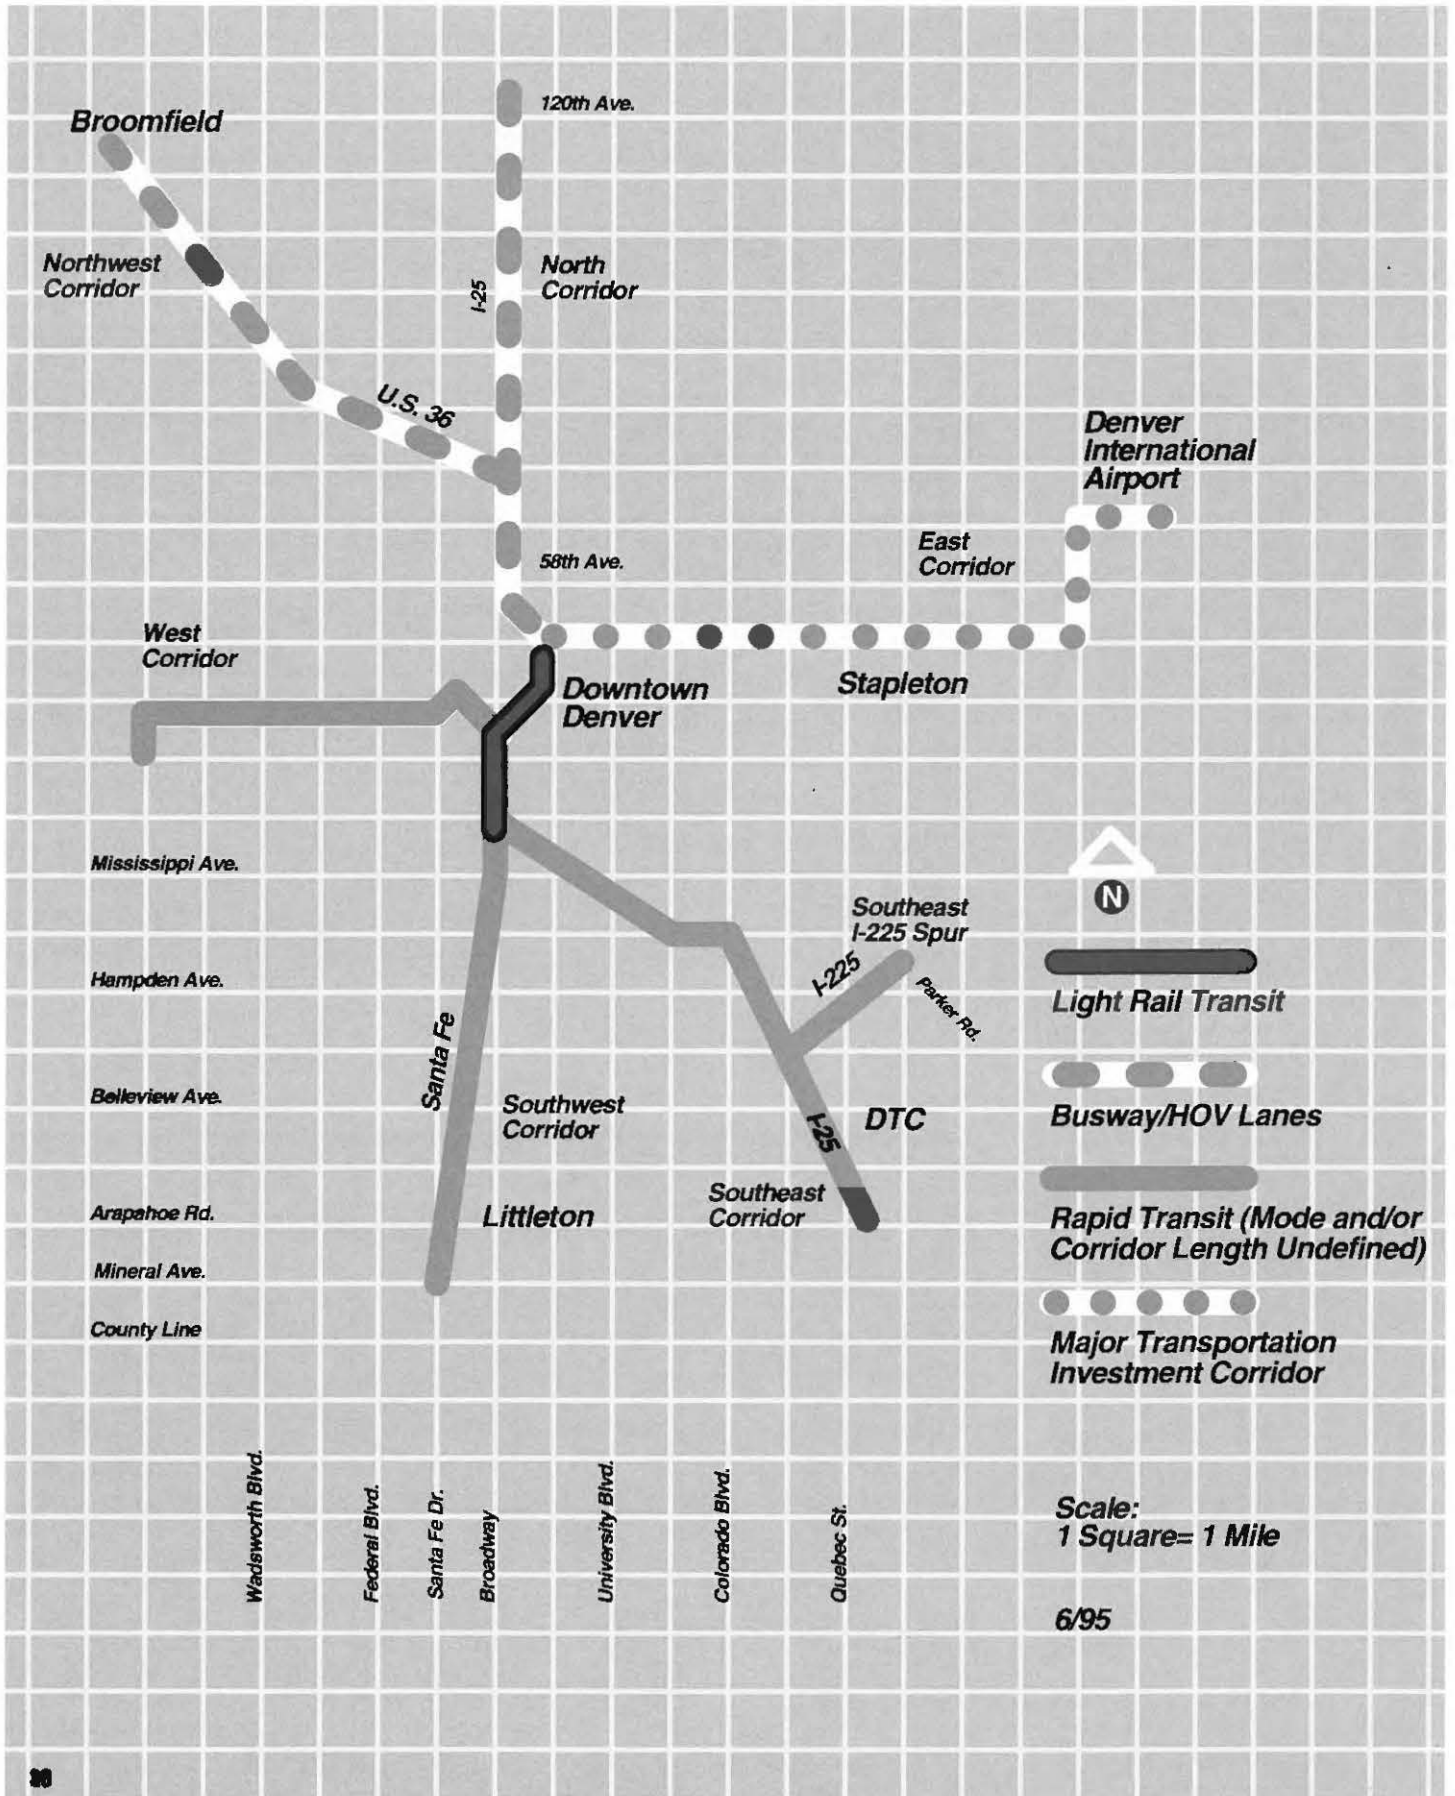 120th Ave.
Broomfield
Northwest
Corridor
I-25
North
Corridor
U.S. 36
Denver
International
Airport
58th Ave.
East
Corridor
West
Corridor
Downtown
Denver
Stapleton
Mississippi Ave.
N
Southeast
I-225 Spur
I-225
Parker Rd.
Hampden Ave.
Light Rail Transit
Santa Fe
Belleview Ave.
Southwest
Corridor
I-25
DTC
Busway/HOV Lanes
Southeast
Corridor
Arapahoe Rd.
Littleton
Rapid Transit (Mode and/or
Corridor Length Undefined)
Mineral Ave.
County Line
Major Transportation
Investment Corridor
Wadsworth Blvd.
Federal Blvd.
Santa Fe Dr.
Broadway
University Blvd.
Colorado Blvd.
Quebec St.
Scale:
1 Square= 1 Mile
6/95